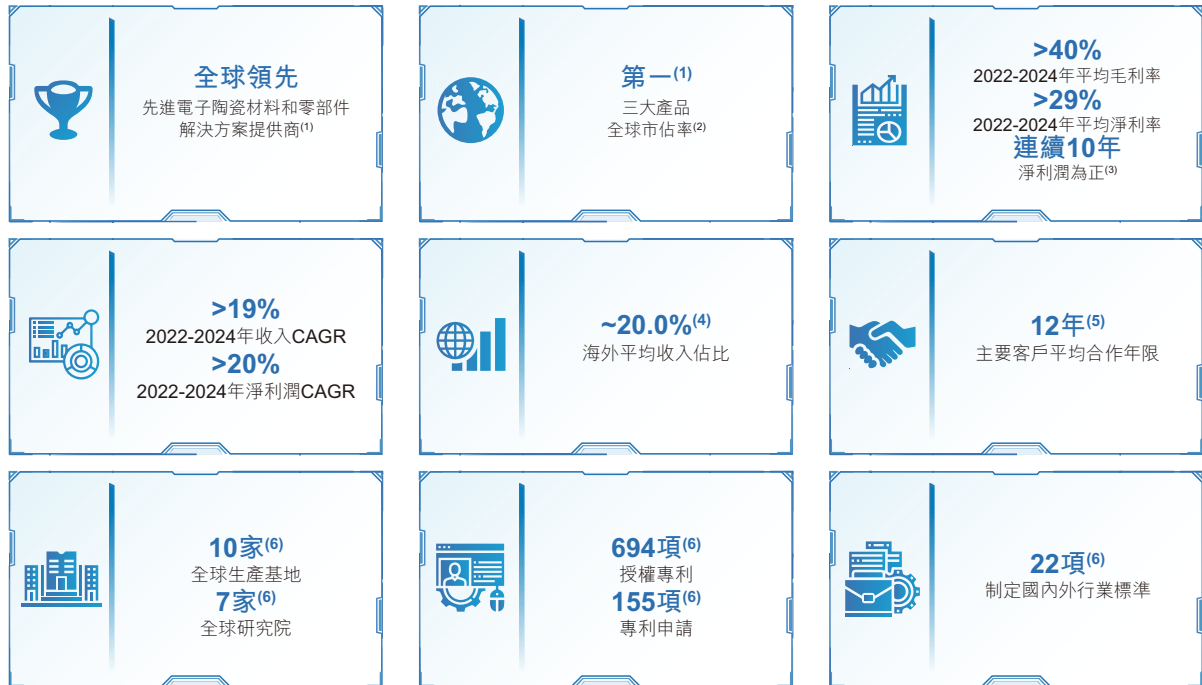 全球領先
先進電子陶瓷材料和零部件
解決方案提供商(1)
第一(1)
三大產品
全球市佔率(2)
>40%
2022-2024年平均毛利率
>29%
2022-2024年平均淨利率
連續10年
淨利潤為正(3)
>19%
2022-2024年收入CAGR
>20%
2022-2024年淨利潤CAGR
~20.0%(4)
海外平均收入佔比
12年(5)
主要客戶平均合作年限
10家(6)
全球生產基地
7家(6)
全球研究院
694項(6)
授權專利
155項(6)
專利申請
22項(6)
制定國內外行業標準